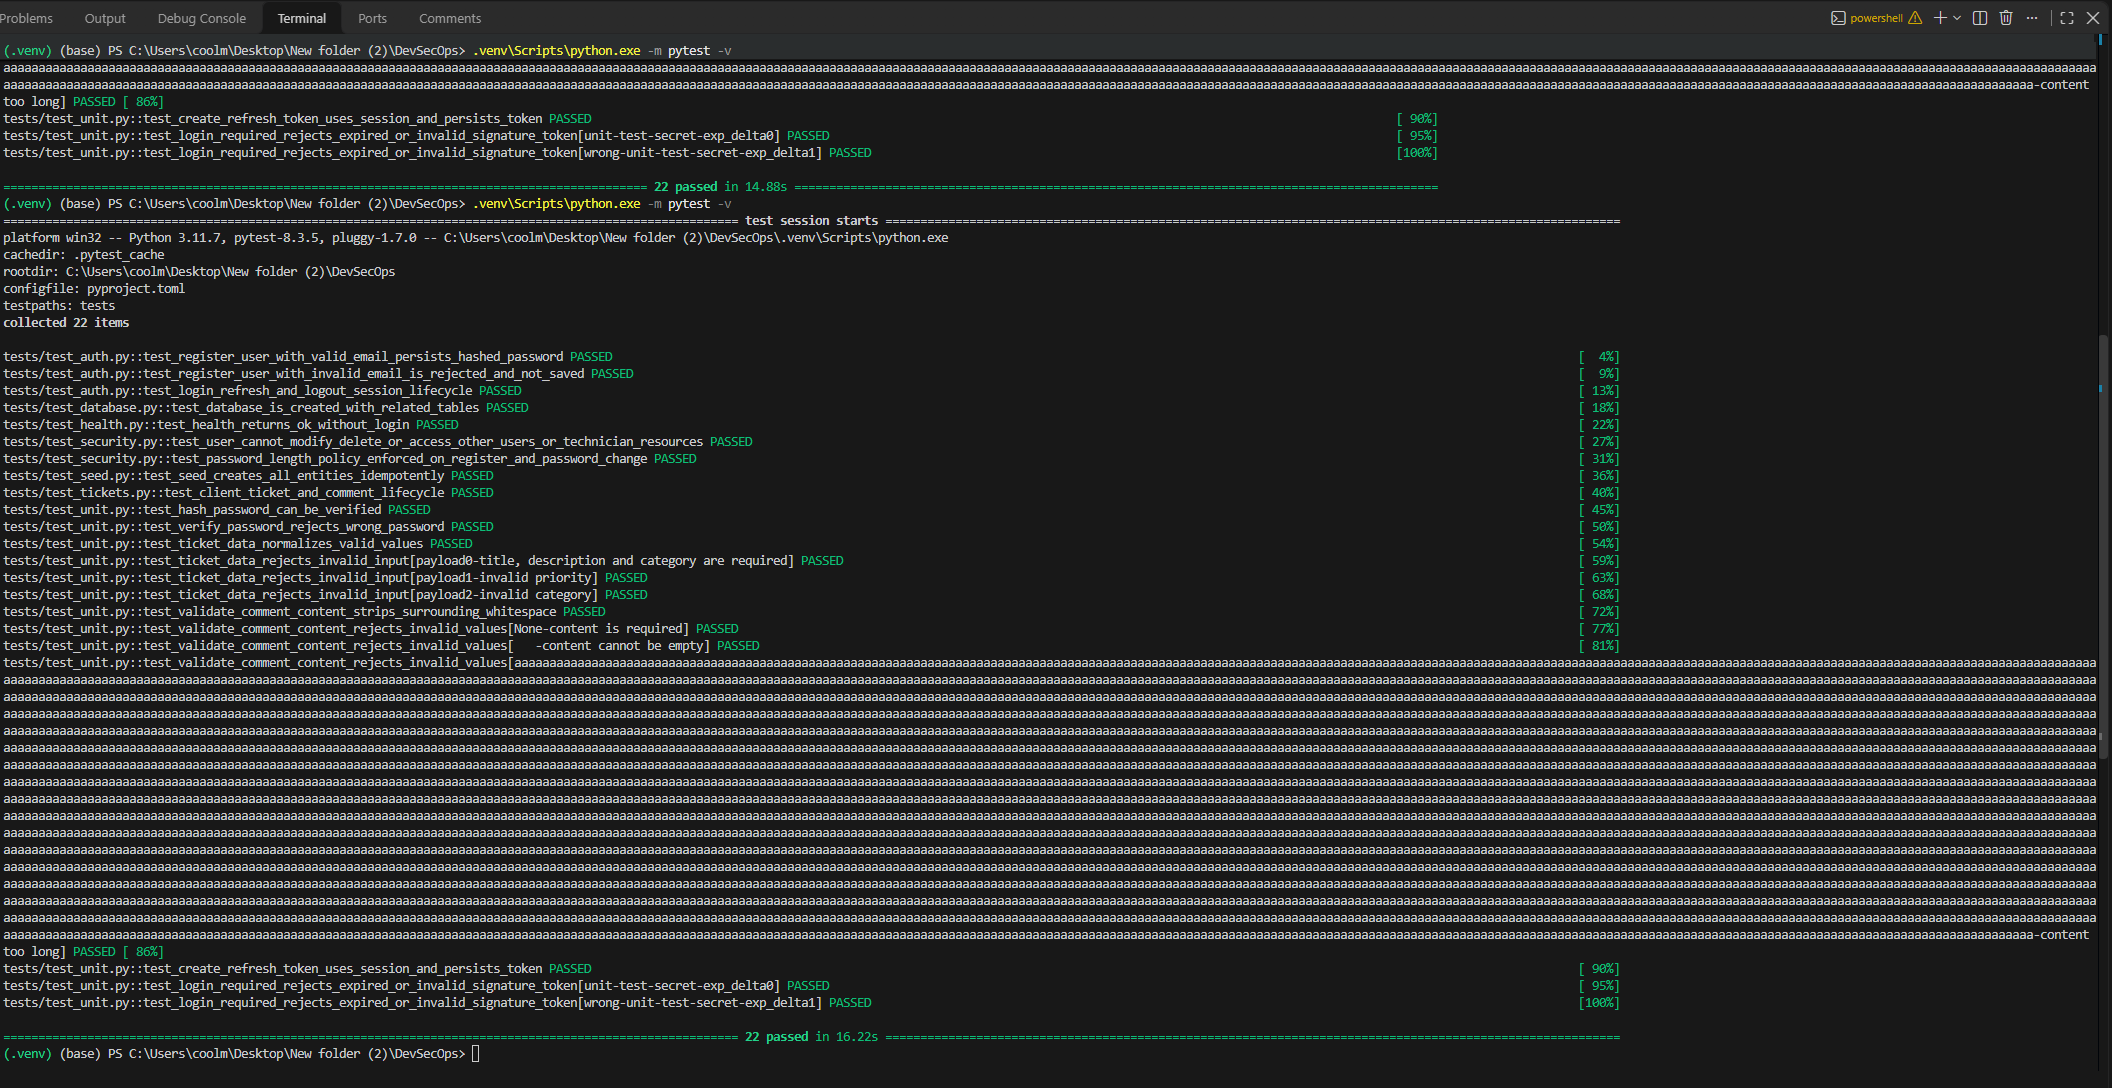 Problems
Output
Debug Console
Terminal
Ports
Comments
powershell
(.venv) (base) PS C:\Users\coolm\Desktop\New folder (2)\DevSecOps> .venv\Scripts\python.exe -m pytest -v
-content
too long] PASSED [ 86%]
tests/test_unit.py::test_create_refresh_token_uses_session_and_persists_token PASSED [ 90%]
tests/test_unit.py::test_login_required_rejects_expired_or_invalid_signature_token[unit-test-secret-exp_delta0] PASSED [ 95%]
tests/test_unit.py::test_login_required_rejects_expired_or_invalid_signature_token[wrong-unit-test-secret-exp_delta1] PASSED [100%]
22 passed in 14.88s
(.venv) (base) PS C:\Users\coolm\Desktop\New folder (2)\DevSecOps> .venv\Scripts\python.exe -m pytest -v
test session starts
platform win32 -- Python 3.11.7, pytest-8.3.5, pluggy-1.7.0 -- C:\Users\coolm\Desktop\New folder (2)\DevSecOps\.venv\Scripts\python.exe
cachedir: .pytest_cache
rootdir: C:\Users\coolm\Desktop\New folder (2)\DevSecOps
configfile: pyproject.toml
testpaths: tests
collected 22 items
tests/test_auth.py::test_register_user_with_valid_email_persists_hashed_password PASSED [  4%]
tests/test_auth.py::test_register_user_with_invalid_email_is_rejected_and_not_saved PASSED [  9%]
tests/test_auth.py::test_login_refresh_and_logout_session_lifecycle PASSED [ 13%]
tests/test_database.py::test_database_is_created_with_related_tables PASSED [ 18%]
tests/test_health.py::test_health_returns_ok_without_login PASSED [ 22%]
tests/test_security.py::test_user_cannot_modify_delete_or_access_other_users_or_technician_resources PASSED [ 27%]
tests/test_security.py::test_password_length_policy_enforced_on_register_and_password_change PASSED [ 31%]
tests/test_seed.py::test_seed_creates_all_entities_idempotently PASSED [ 36%]
tests/test_tickets.py::test_client_ticket_and_comment_lifecycle PASSED [ 40%]
tests/test_unit.py::test_hash_password_can_be_verified PASSED [ 45%]
tests/test_unit.py::test_verify_password_rejects_wrong_password PASSED [ 50%]
tests/test_unit.py::test_ticket_data_normalizes_valid_values PASSED [ 54%]
tests/test_unit.py::test_ticket_data_rejects_invalid_input[payload0-title, description and category are required] PASSED [ 59%]
tests/test_unit.py::test_ticket_data_rejects_invalid_input[payload1-invalid priority] PASSED [ 63%]
tests/test_unit.py::test_ticket_data_rejects_invalid_input[payload2-invalid category] PASSED [ 68%]
tests/test_unit.py::test_validate_comment_content_strips_surrounding_whitespace PASSED [ 72%]
tests/test_unit.py::test_validate_comment_content_rejects_invalid_values[None-content is required] PASSED [ 77%]
tests/test_unit.py::test_validate_comment_content_rejects_invalid_values[   -content cannot be empty] PASSED [ 81%]
tests/test_unit.py::test_validate_comment_content_rejects_invalid_values[
-content
too long] PASSED [ 86%]
tests/test_unit.py::test_create_refresh_token_uses_session_and_persists_token PASSED [ 90%]
tests/test_unit.py::test_login_required_rejects_expired_or_invalid_signature_token[unit-test-secret-exp_delta0] PASSED [ 95%]
tests/test_unit.py::test_login_required_rejects_expired_or_invalid_signature_token[wrong-unit-test-secret-exp_delta1] PASSED [100%]
22 passed in 16.22s
(.venv) (base) PS C:\Users\coolm\Desktop\New folder (2)\DevSecOps>